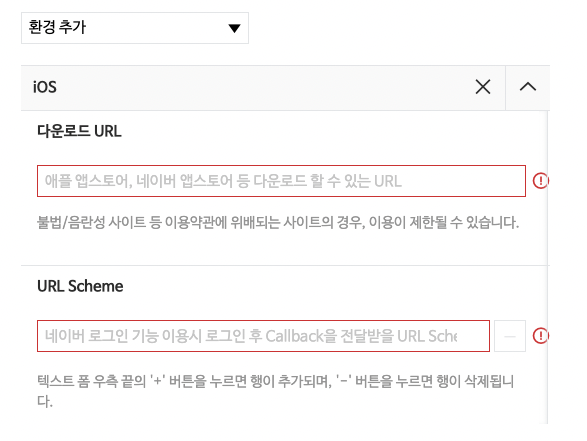 환경 추가
iOS
다운로드 URL
애플 앱스토어, 네이버 앱스토어 등 다운로드 할 수 있는 URL
불법/음란성 사이트 등 이용약관에 위배되는 사이트의 경우, 이용이 제한될 수 있습니다.
URL Scheme
네이버 로그인 기능 이용시 로그인 후 Callback을 전달받을 URL Sche
텍스트 폼 우측 끝의 '+' 버튼을 누르면 행이 추가되며, '-' 버튼을 누르면 행이 삭제됩니
다.